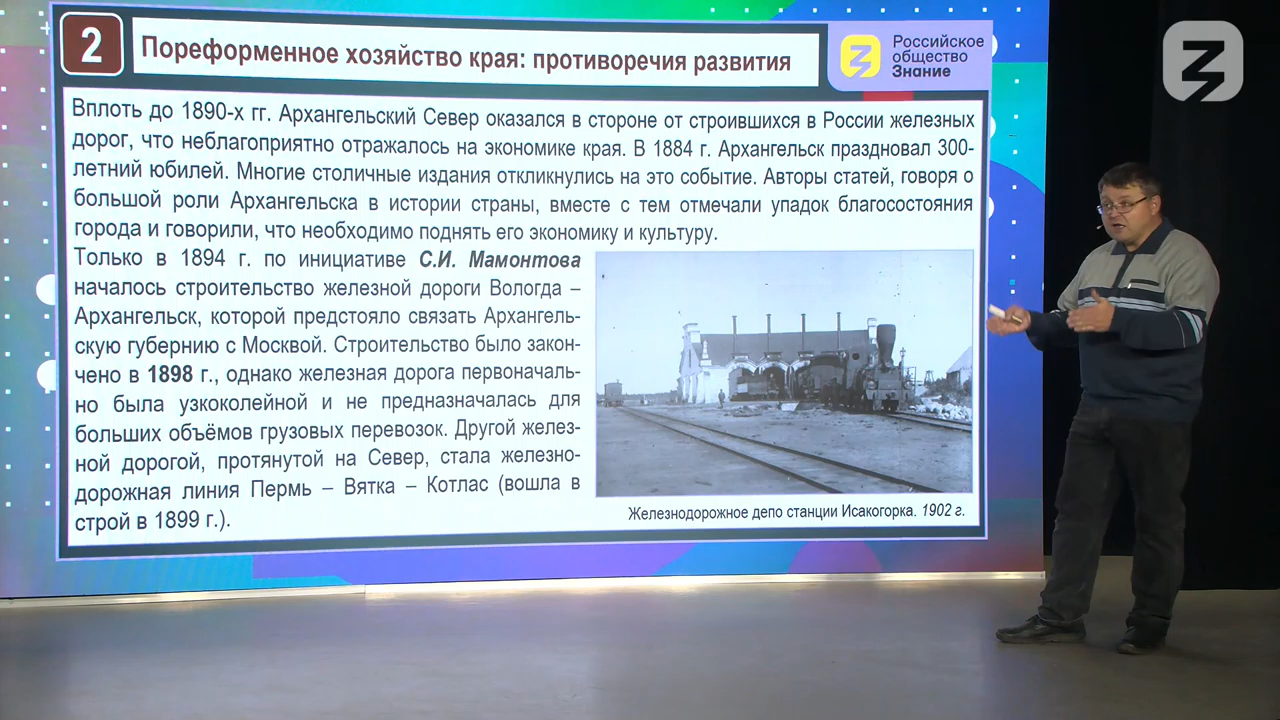 2
Пореформенное хозяйство края: противоречия развития
Российское
общество
Знание
Вплоть до 1890-х гг. Архангельский Север оказался в стороне от строившихся в России железных
дорог, что неблагоприятно отражалось на экономике края. В 1884 г. Архангельск праздновал 300-
летний юбилей. Многие столичные издания откликнулись на это событие. Авторы статей, говоря о
большой роли Архангельска в истории страны, вместе с тем отмечали упадок благосостояния
города и говорили, что необходимо поднять его экономику и культуру.
Только в 1894 г. по инициативе С.И. Мамонтова
началось строительство железной дороги Вологда –
Архангельск, которой предстояло связать Архангель-
скую губернию с Москвой. Строительство было закон-
чено в 1898 г., однако железная дорога первоначаль-
но была узкоколейной и не предназначалась для
больших объёмов грузовых перевозок. Другой желез-
ной дорогой, протянутой на Север, стала железно-
дорожная линия Пермь – Вятка – Котлас (вошла в
строй в 1899 г.).
Железнодорожное депо станции Исакогорка. 1902 г.